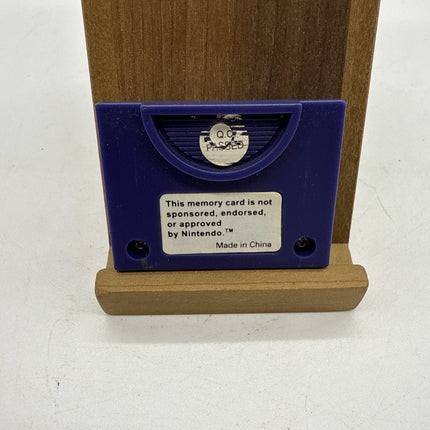 Q.C
PASSED
This memory card is not
sponsored, endorsed,
or approved
by Nintendo.™
Made in China